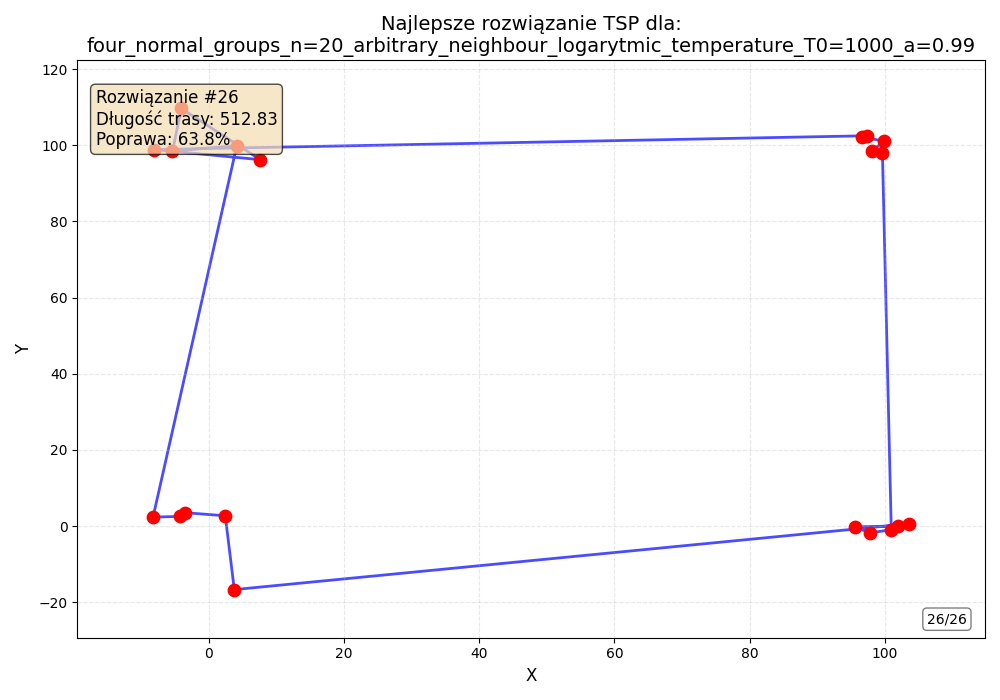 Najlepsze rozwiązanie TSP dla:
four_normal_groups_n=20_arbitrary_neighbour_logarytmic_temperature_T0=1000_a=0.99
120
Rozwiązanie #26
Długość trasy: 512.83
Poprawa: 63.8%
100
80
60
Y
40
20
0
−20
26/26
0 20 40 60 80 100
X